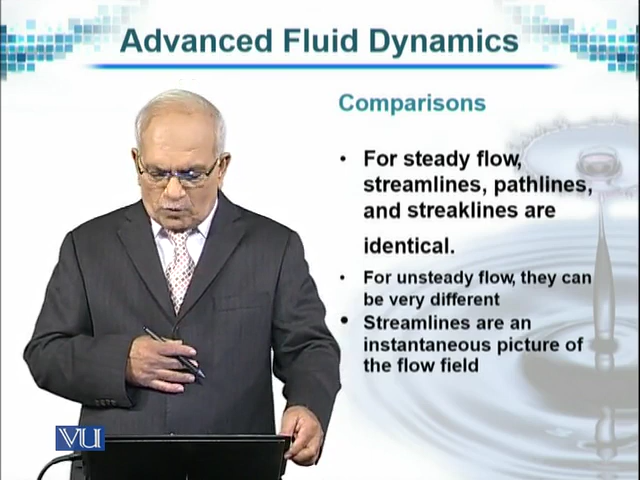 Advanced Fluid Dynamics
Comparisons
• For steady flow,
streamlines, pathlines,
and streaklines are
identical.
• For unsteady flow, they can
be very different
• Streamlines are an
instantaneous picture of
the flow field
VU